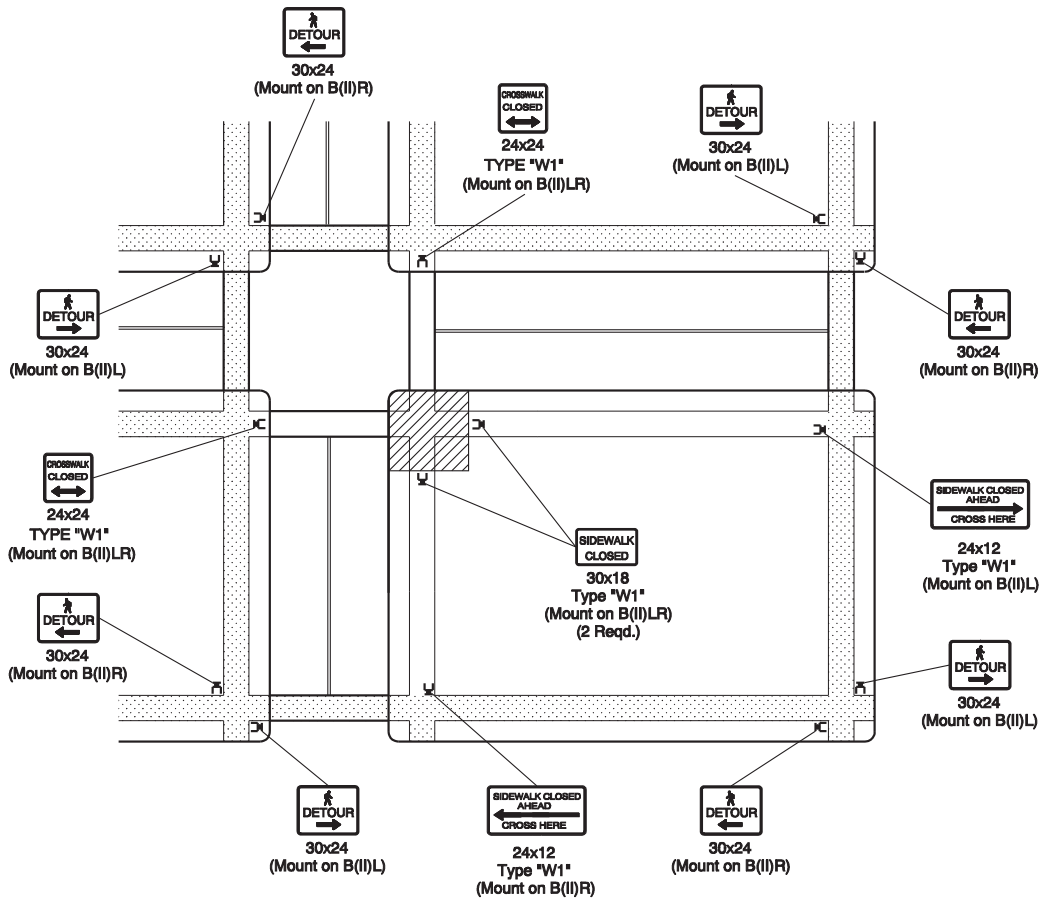 DETOUR
30x24
(Mount on B(II)R)
CROSSWALK
CLOSED
24x24
TYPE "W1"
(Mount on B(II)LR)
DETOUR
30x24
(Mount on B(II)L)
DETOUR
30x24
(Mount on B(II)L)
DETOUR
30x24
(Mount on B(II)R)
CROSSWALK
CLOSED
24x24
TYPE "W1"
(Mount on B(II)LR)
SIDEWALK
CLOSED
30x18
Type "W1"
(Mount on B(II)LR)
(2 Reqd.)
SIDEWALK CLOSED
AHEAD
CROSS HERE
24x12
Type "W1"
(Mount on B(II)L)
DETOUR
30x24
(Mount on B(II)R)
DETOUR
30x24
(Mount on B(II)L)
DETOUR
30x24
(Mount on B(II)L)
SIDEWALK CLOSED
AHEAD
CROSS HERE
24x12
Type "W1"
(Mount on B(II)R)
DETOUR
30x24
(Mount on B(II)R)